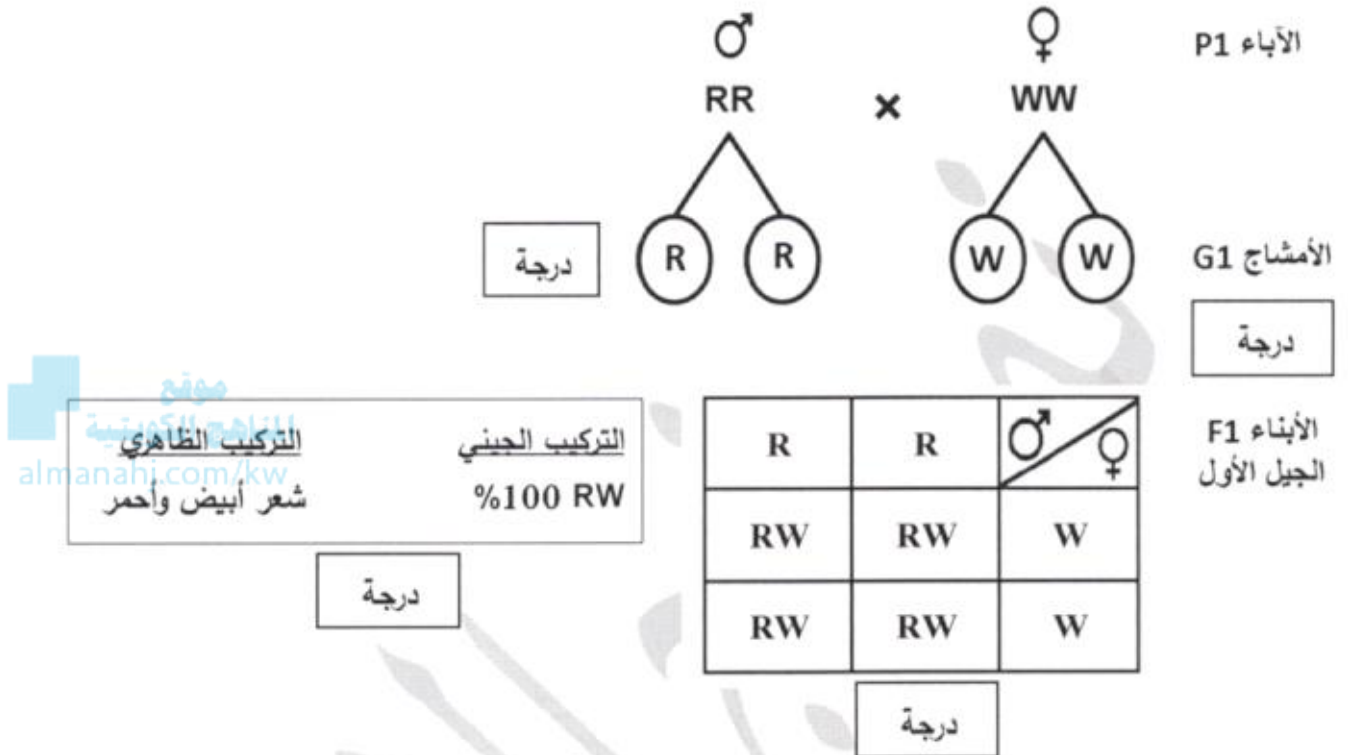 الآباء P1
♂ ♀
RR × WW
الأمشاج G1
R R W W
درجة
درجة
الأبناء F1
الجيل الأول
R R ♂ ♀
RW RW W
RW RW W
درجة
التركيب الجيني التركيب الظاهري
%100 RW شعر أبيض وأحمر
درجة
موقع
المناهج الكويتية
almanahj.com/kw